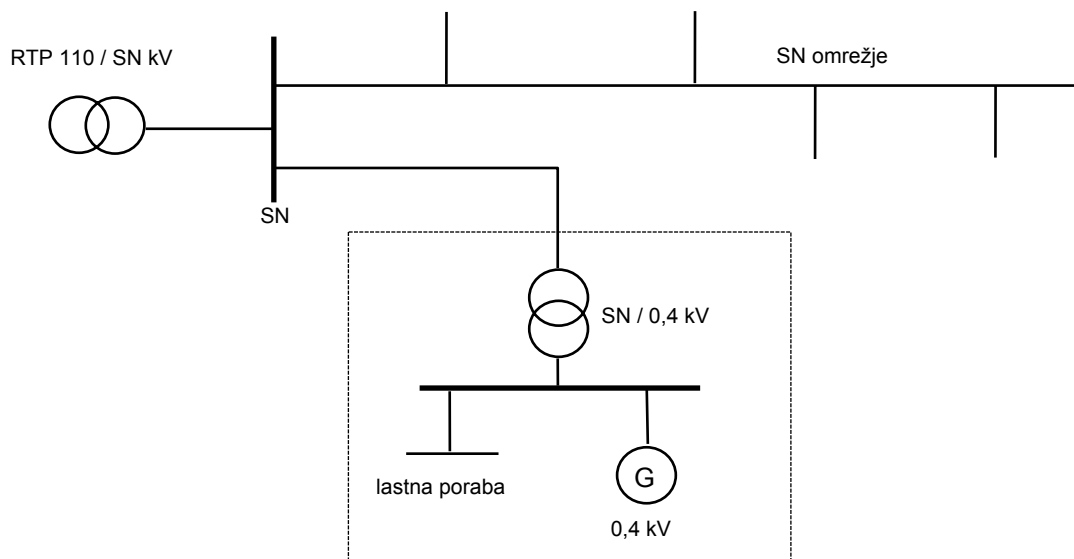 RTP 110 / SN kV
SN omrežje
SN
SN / 0,4 kV
lastna poraba
G
0,4 kV